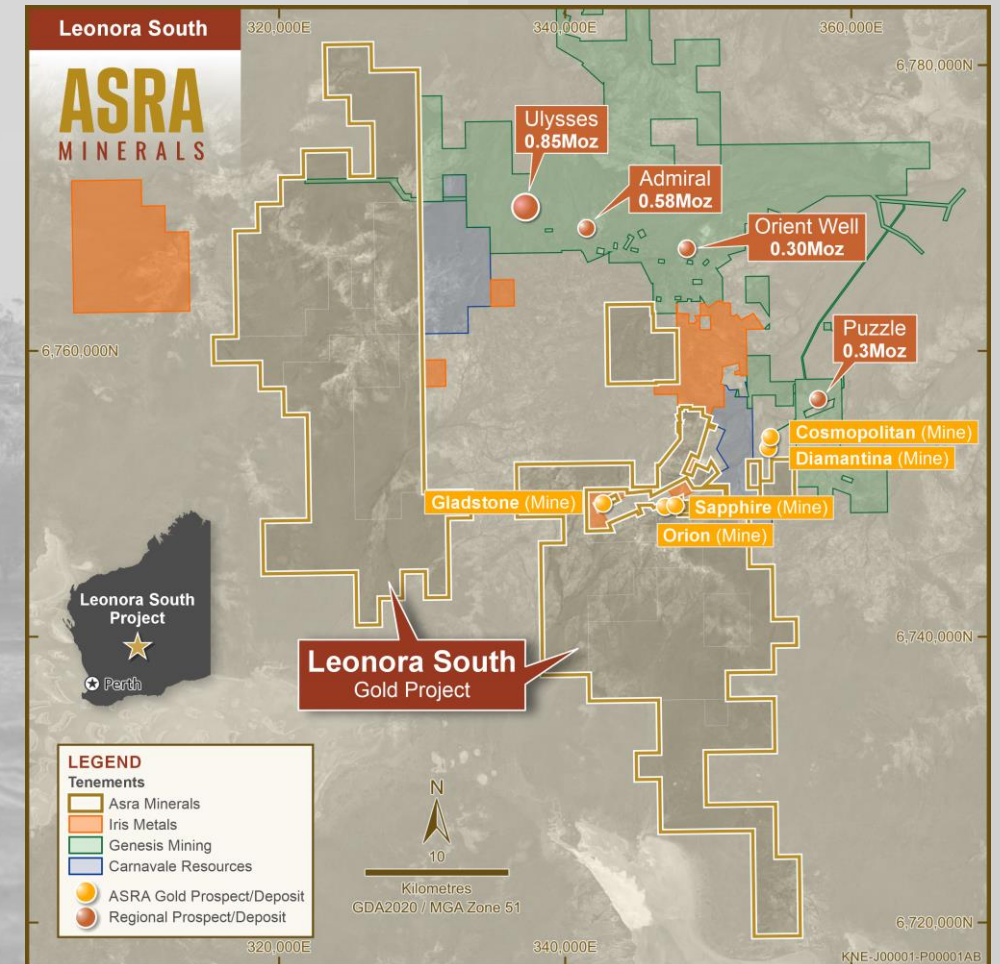 Leonora South
ASRA
MINERALS
320,000E
340,000E
360,000E
6,780,000N
Ulysses
0.85Moz
Admiral
0.58Moz
Orient Well
0.30Moz
6,760,000N
Puzzle
0.3Moz
Cosmopolitan (Mine)
Diamantina (Mine)
Gladstone (Mine)
Sapphire (Mine)
Orion (Mine)
Leonora South
Project
Perth
Leonora South
Gold Project
6,740,000N
LEGEND
Tenements
Asra Minerals
Iris Metals
Genesis Mining
Carnavale Resources
ASRA Gold Prospect/Deposit
Regional Prospect/Deposit
N
10
Kilometres
GDA2020 / MGA Zone 51
6,720,000N
320,000E
340,000E
KNE-J00001-P00001AB